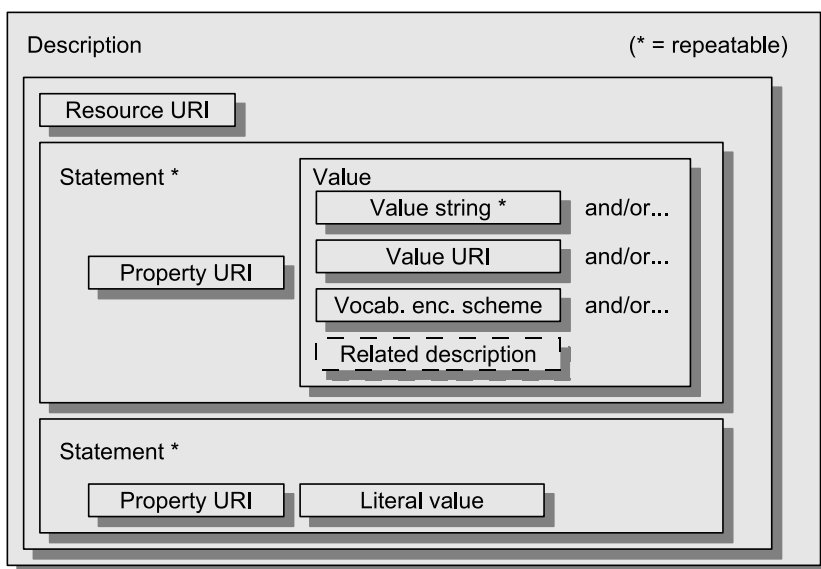 Description (* = repeatable)
Resource URI
Statement *
Value
Value string * and/or...
Property URI
Value URI and/or...
Vocab. enc. scheme and/or...
Related description
Statement *
Property URI Literal value